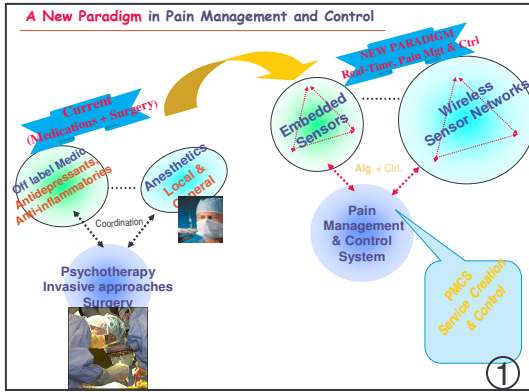 A New Paradigm in Pain Management and Control
Current
(Medications + Surgery)
NEW PARADIGM
Real-Time, Pain Mgt & Ctrl
Off label Medic
Antidepressants,
Anti-inflammatories
Anesthetics
Local &
General
Coordination
Psychotherapy
Invasive approaches
Surgery
Embedded
Sensors
Wireless
Sensor Networks
Alg. + Ctrl.
Pain
Management
& Control
System
PMCS
Service Creation
& Control
1